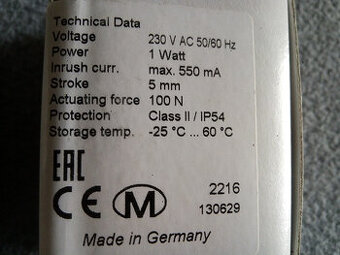 Technical Data
Voltage 230 V AC 50/60 Hz
Power 1 Watt
Inrush curr. max. 550 mA
Stroke 5 mm
Actuating force 100 N
Protection Class II / IP54
Storage temp. -25 °C ... 60 °C
EAC
CE M 2216
130629
Made in Germany